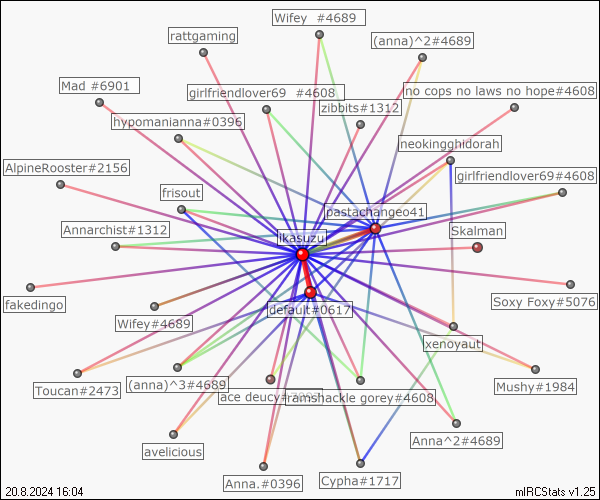 Wifey  #4689
rattgaming
(anna)^2#4689
Mad #6901
girlfriendlover69  #4608
no cops no laws no hope#4608
zibbits#1312
hypomanianna#0396
neokingghidorah
AlpineRooster#2156
girlfriendlover69#4608
frisout
pastachangeo41
Annarchist#1312
ikasuzu
Skalman
fakedingo
Soxy Foxy#5076
Wifey#4689
default#0617
xenoyaut
Toucan#2473
(anna)^3#4689
Mushy#1984
ace deucy
ramshackle gorey#4608
avelicious
Anna^2#4689
Anna.#0396
Cypha#1717
20.8.2024 16:04
mIRCStats v1.25